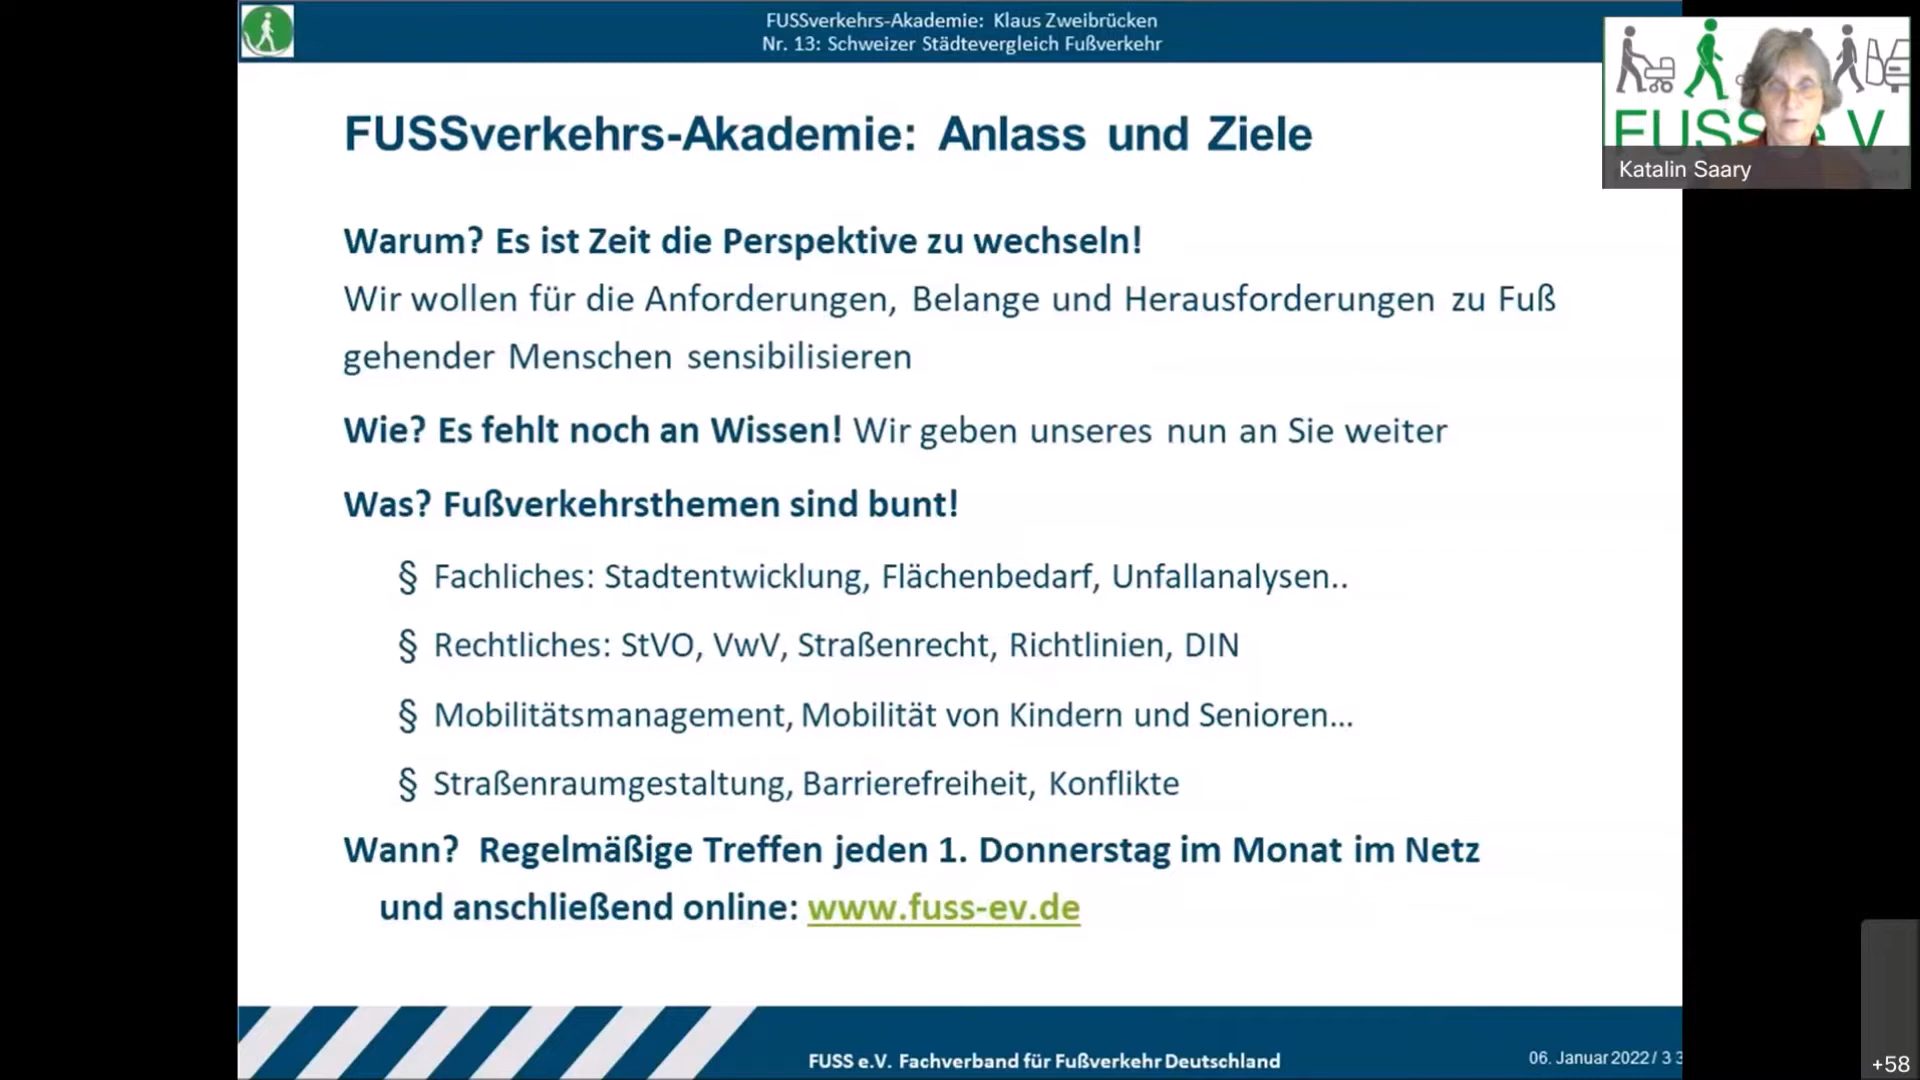 FUSSverkehrs-Akademie: Klaus Zweibrücken
Nr. 13: Schweizer Städtevergleich Fußverkehr
FUSS e V.
Katalin Saary
FUSSverkehrs-Akademie: Anlass und Ziele
Warum? Es ist Zeit die Perspektive zu wechseln!
Wir wollen für die Anforderungen, Belange und Herausforderungen zu Fuß
gehender Menschen sensibilisieren
Wie? Es fehlt noch an Wissen! Wir geben unseres nun an Sie weiter
Was? Fußverkehrsthemen sind bunt!
§ Fachliches: Stadtentwicklung, Flächenbedarf, Unfallanalysen..
§ Rechtliches: StVO, VwV, Straßenrecht, Richtlinien, DIN
§ Mobilitätsmanagement, Mobilität von Kindern und Senioren...
§ Straßenraumgestaltung, Barrierefreiheit, Konflikte
Wann? Regelmäßige Treffen jeden 1. Donnerstag im Monat im Netz
und anschließend online: www.fuss-ev.de
FUSS e.V. Fachverband für Fußverkehr Deutschland
06. Januar 2022 / 3 3
+58